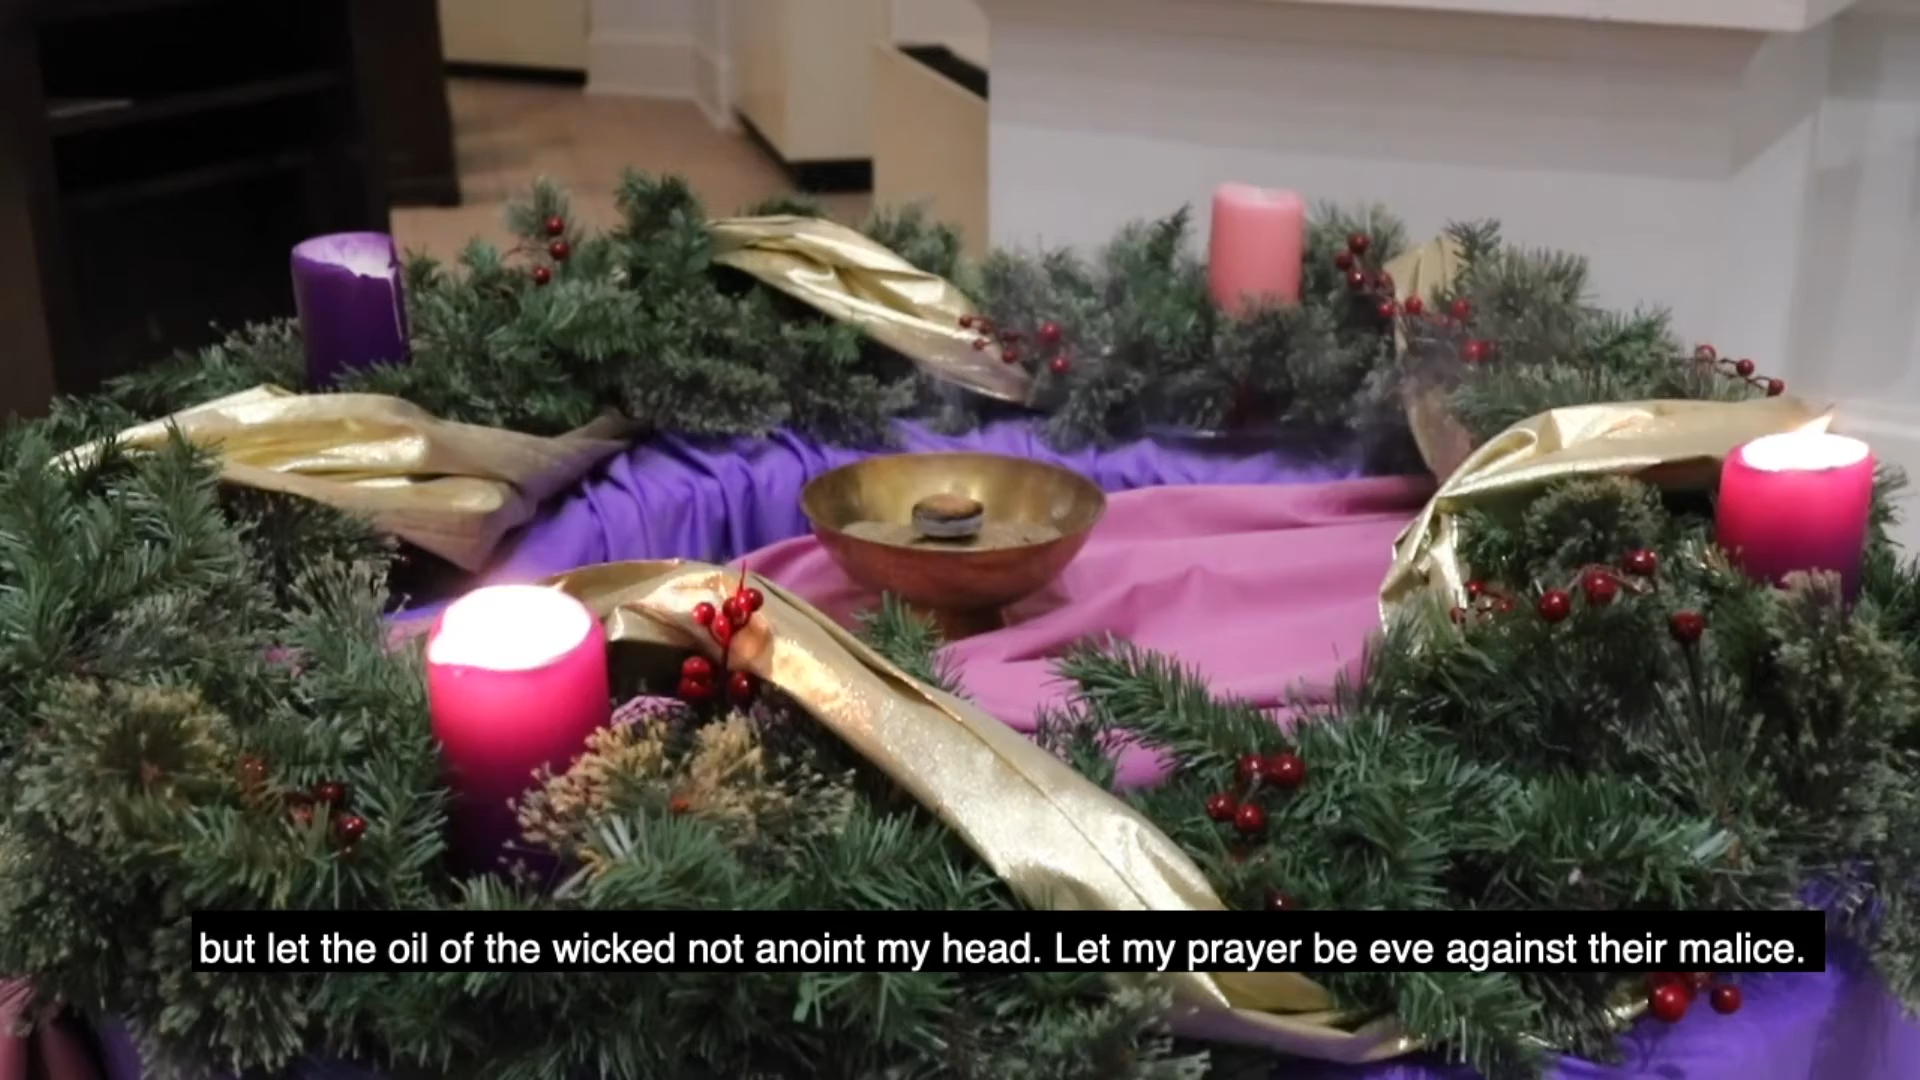 but let the oil of the wicked not anoint my head. Let my prayer be eve against their malice.